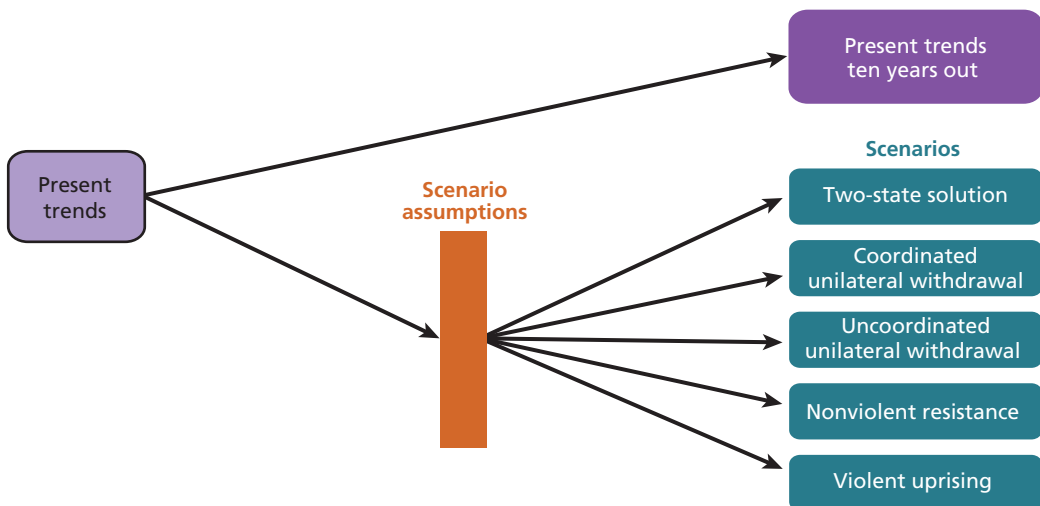 Present trends
ten years out
Present
trends
Scenario
assumptions
Scenarios
Two-state solution
Coordinated
unilateral withdrawal
Uncoordinated
unilateral withdrawal
Nonviolent resistance
Violent uprising